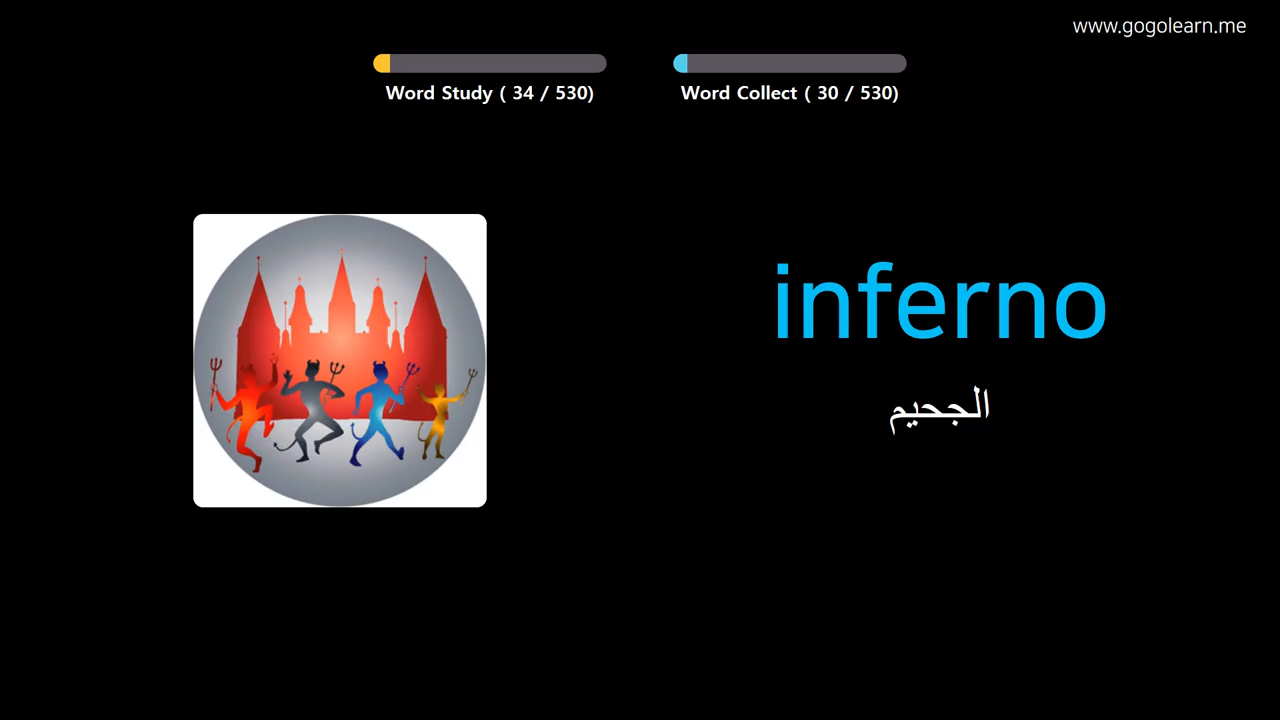 www.gogolearn.me
Word Study ( 34 / 530)
Word Collect ( 30 / 530)
inferno
الجحيم